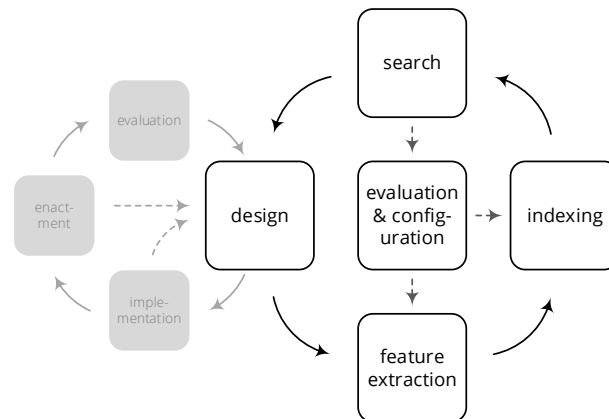 search
evaluation
evaluation
& config-
uration
enact-
ment
design
indexing
imple-
mentation
feature
extraction